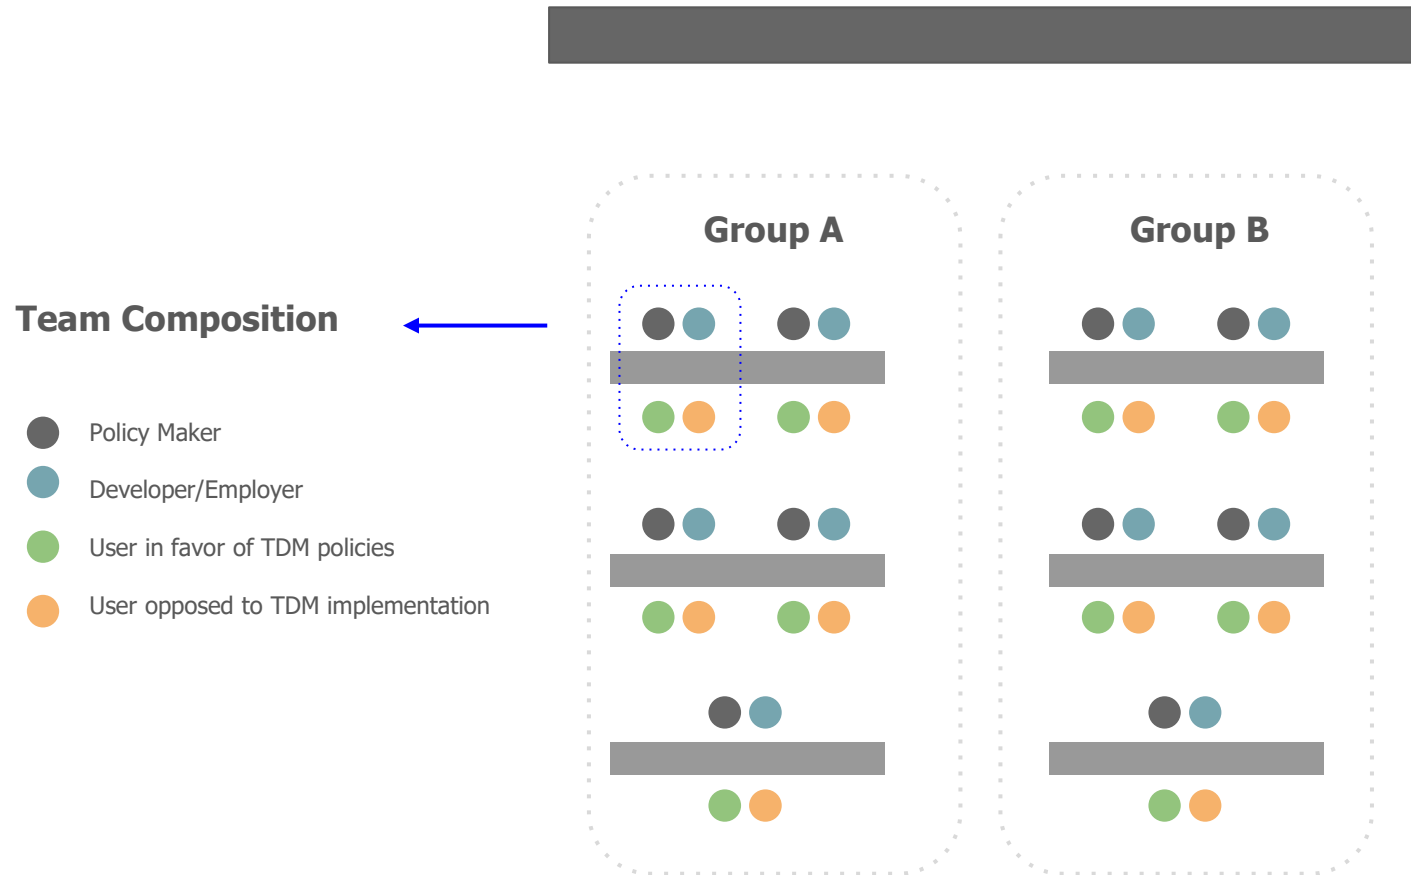 Group A
Group B
Team Composition
Policy Maker
Developer/Employer
User in favor of TDM policies
User opposed to TDM implementation